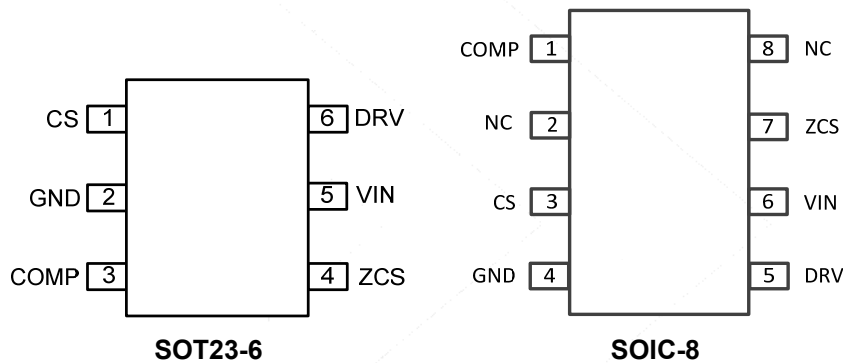 CS 1
6 DRV
GND 2
5 VIN
COMP 3
4 ZCS
SOT23-6
COMP 1
8 NC
NC 2
7 ZCS
CS 3
6 VIN
GND 4
5 DRV
SOIC-8